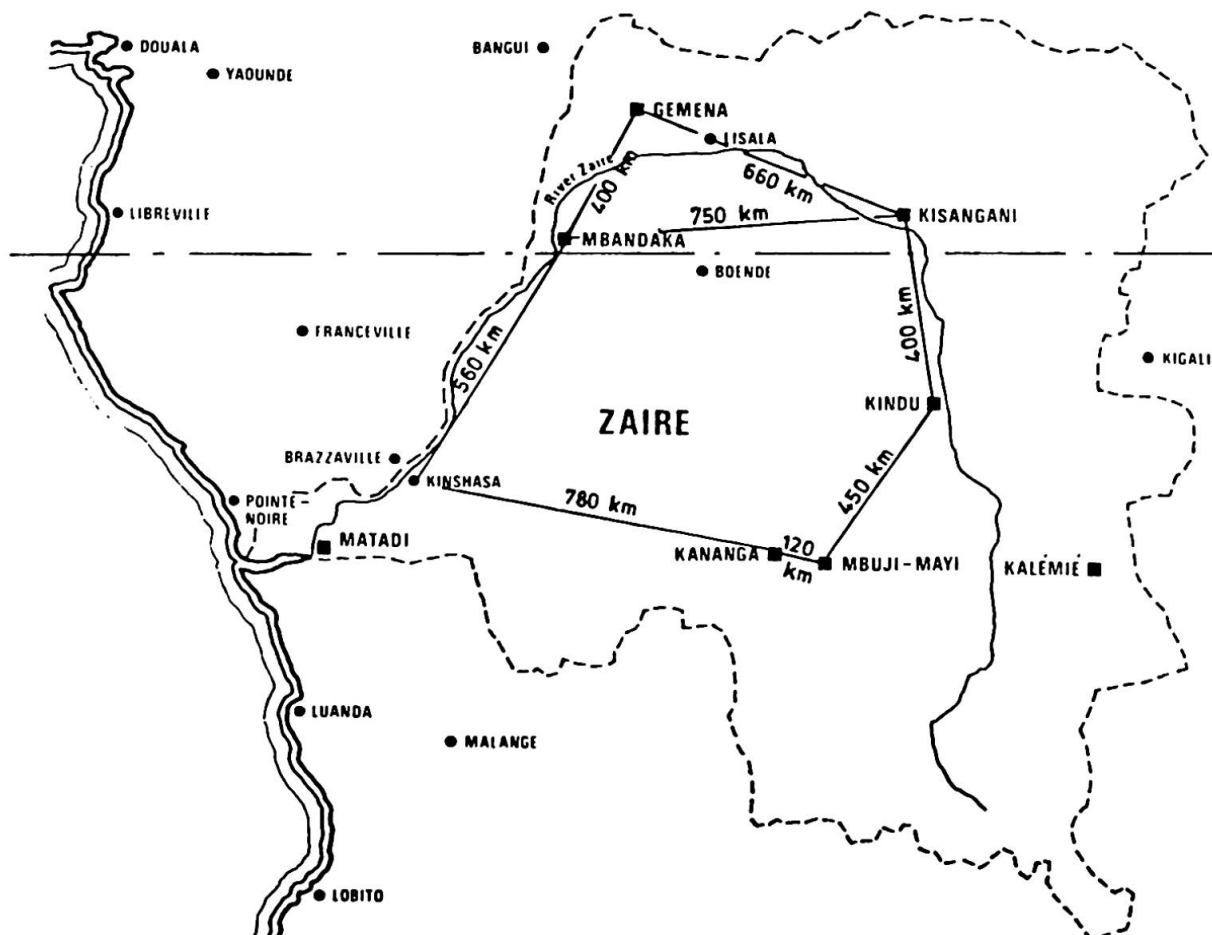 DOUALA
BANGUI
YAOUNDE
GEMENA
LISALA
River Zaire
400 km
660 km
LIBREVILLE
750 km
KISANGANI
MBANDAKA
BOENDE
400 km
FRANCEVILLE
560 km
KIGALI
KINDU
ZAIRE
BRAZZAVILLE
KINSHASA
450 km
780 km
POINTE-
NOIRE
MATADI
KANANGA
120
km
MBUJI-MAYI
KALÉMIÉ
LUANDA
MALANGE
LOBITO